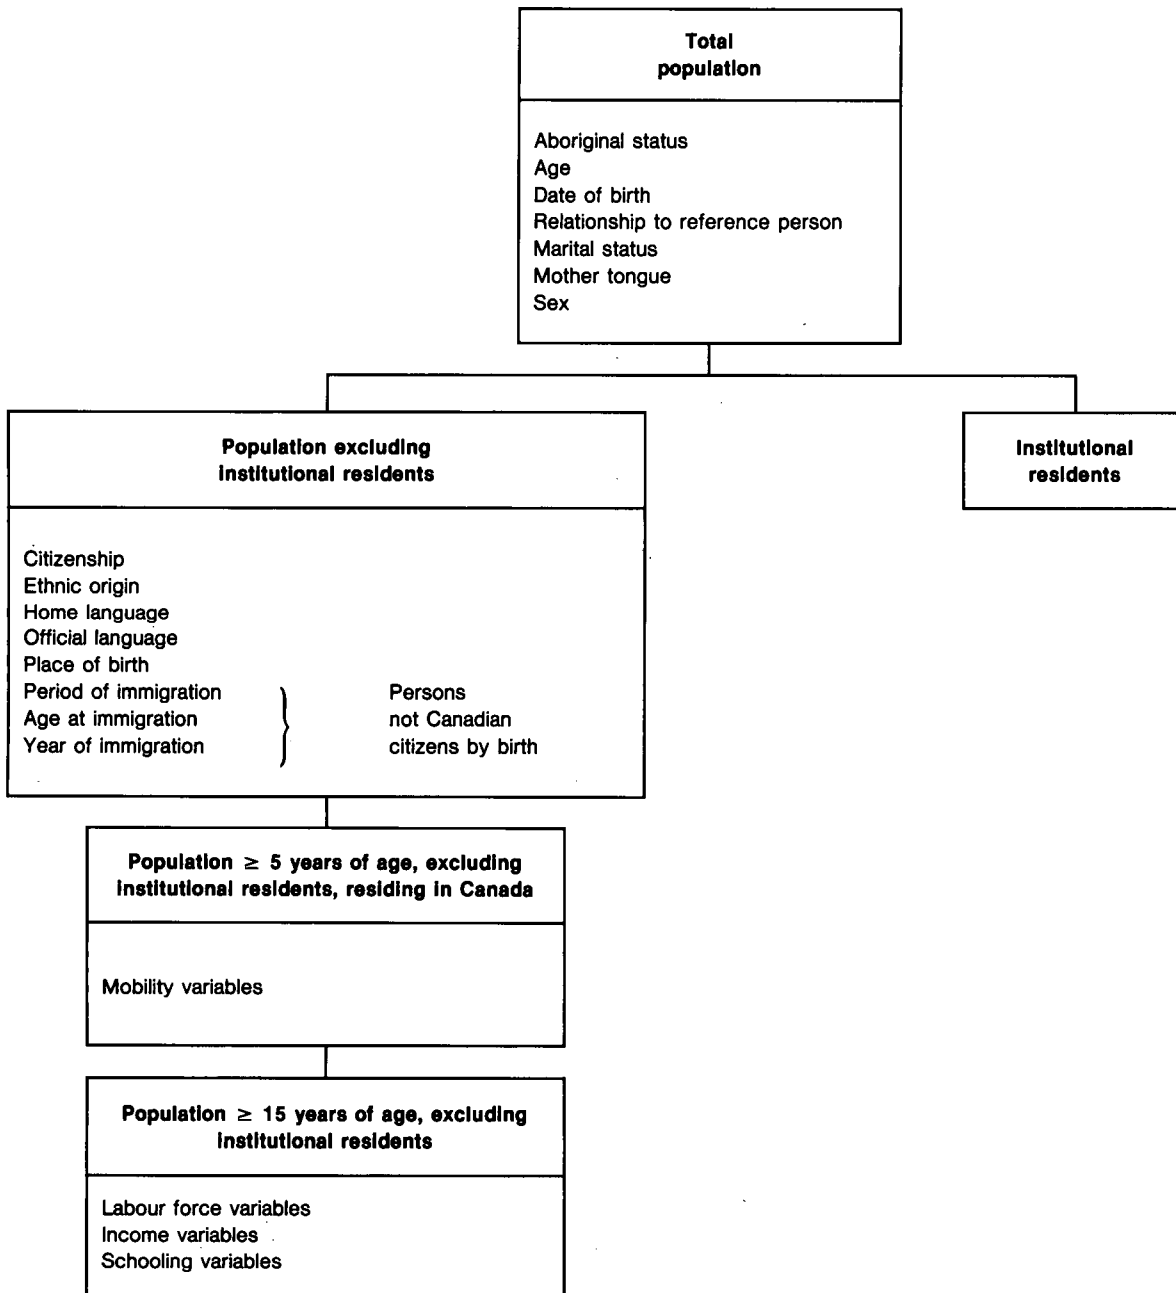 Total
population
Aboriginal status
Age
Date of birth
Relationship to reference person
Marital status
Mother tongue
Sex
Population excluding
institutional residents
Institutional
residents
Citizenship
Ethnic origin
Home language
Official language
Place of birth
Period of immigration
Age at immigration
Year of immigration
Persons
not Canadian
citizens by birth
Population ≥ 5 years of age, excluding
institutional residents, residing in Canada
Mobility variables
Population ≥ 15 years of age, excluding
institutional residents
Labour force variables
Income variables
Schooling variables